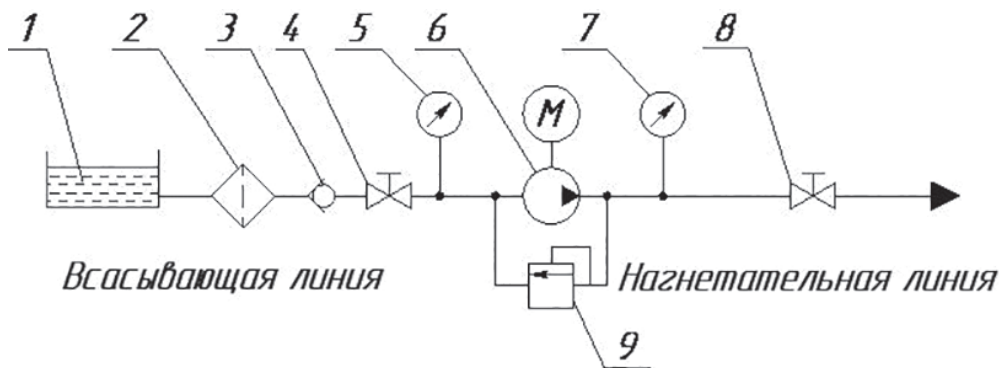 1 2 3 4 5 6 7 8
М
Всасывающая линия
Нагнетательная линия
9